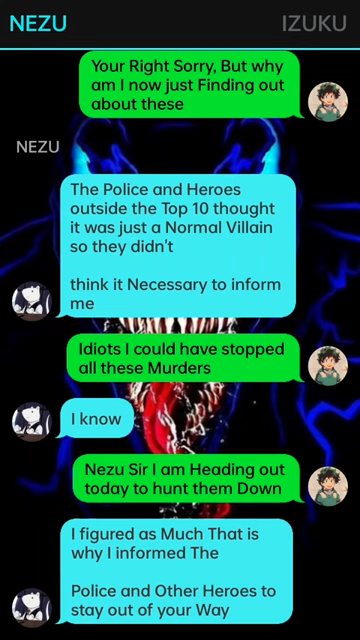 NEZU IZUKU
Your Right Sorry, But why
am I now just Finding out
about these
NEZU
The Police and Heroes
outside the Top 10 thought
it was just a Normal Villain
so they didn't
think it Necessary to inform
me
Idiots I could have stopped
all these Murders
I know
Nezu Sir I am Heading out
today to hunt them Down
I figured as Much That is
why I informed The
Police and Other Heroes to
stay out of your Way